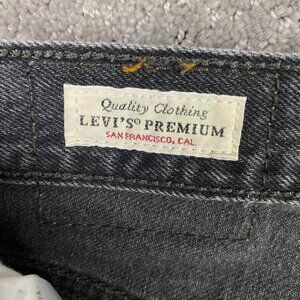 Quality Clothing
LEVI'S® PREMIUM
SAN FRANCISCO, CAL.